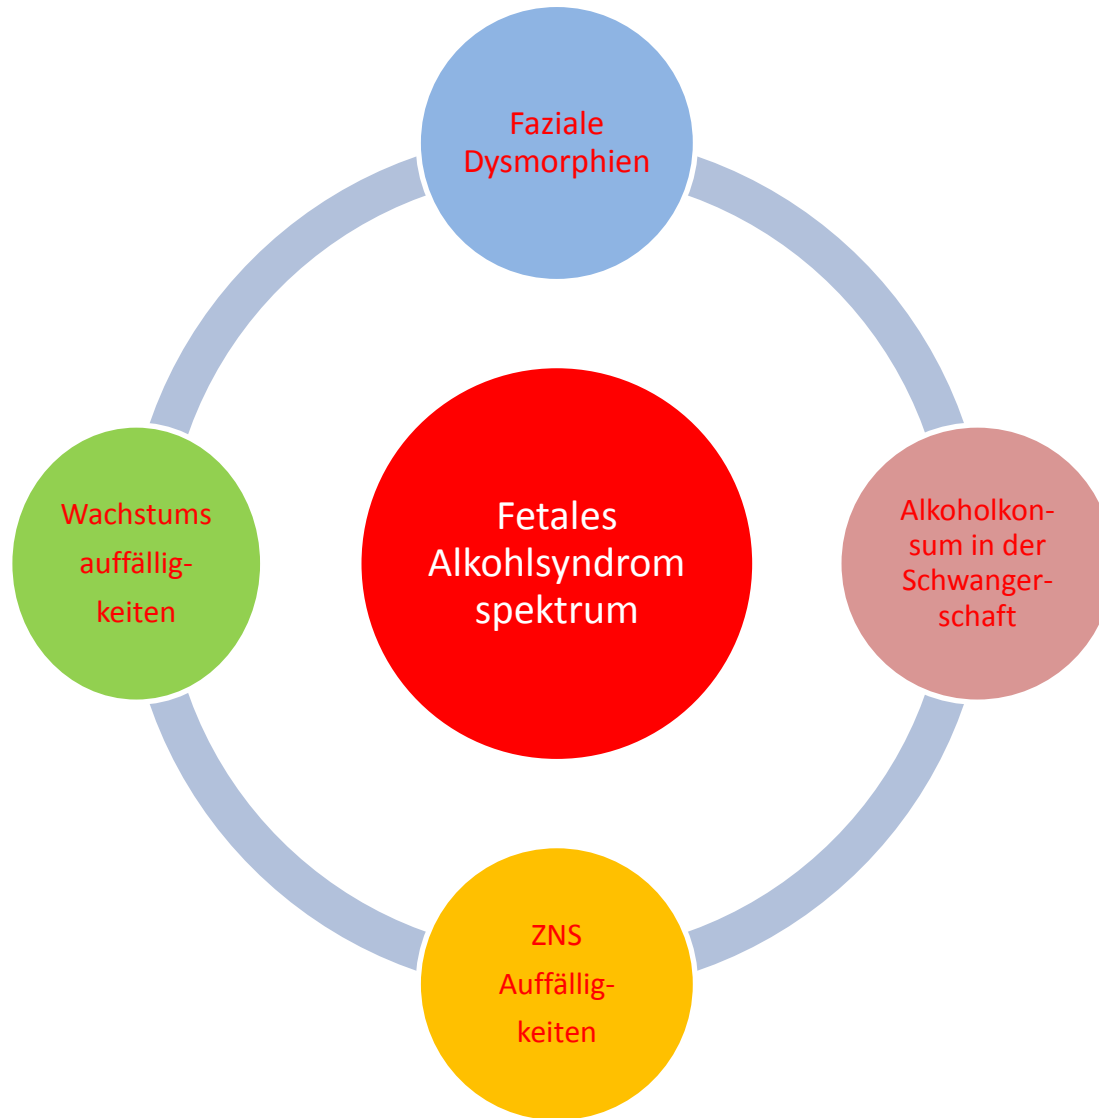 Faziale
Dysmorphien
Wachstums
auffällig-
keiten
Fetales
Alkohlsyndrom
spektrum
Alkoholkon-
sum in der
Schwanger-
schaft
ZNS
Auffällig-
keiten